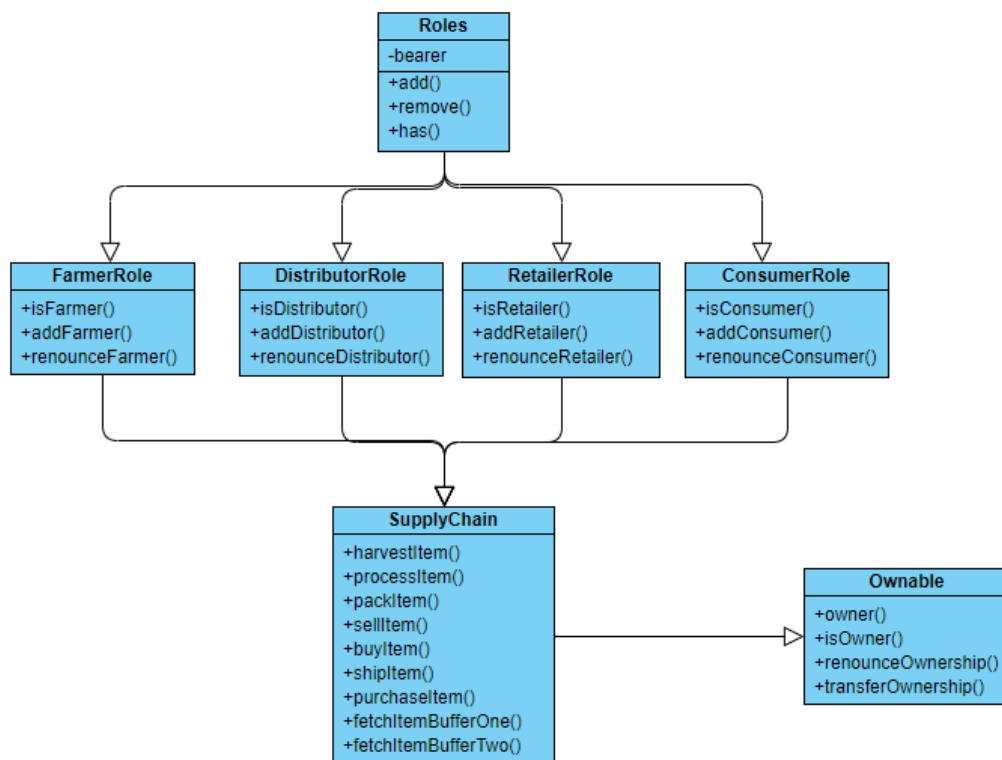 Roles
-bearer
+add()
+remove()
+has()
FarmerRole
+isFarmer()
+addFarmer()
+renounceFarmer()
DistributorRole
+isDistributor()
+addDistributor()
+renounceDistributor()
RetailerRole
+isRetailer()
+addRetailer()
+renounceRetailer()
ConsumerRole
+isConsumer()
+addConsumer()
+renounceConsumer()
SupplyChain
+harvestItem()
+processItem()
+packItem()
+sellItem()
+buyItem()
+shipItem()
+purchaseItem()
+fetchItemBufferOne()
+fetchItemBufferTwo()
Ownable
+owner()
+isOwner()
+renounceOwnership()
+transferOwnership()